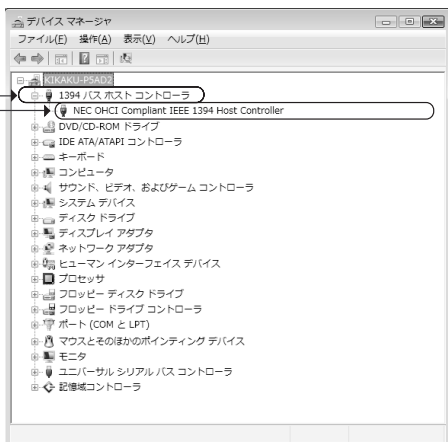 デバイス マネージャ
ファイル(F) 操作(A) 表示(V) ヘルプ(H)
KIKAKU-P5AD2
1394 バス ホスト コントローラ
NEC OHCI Compliant IEEE 1394 Host Controller
DVD/CD-ROM ドライブ
IDE ATA/ATAPI コントローラ
キーボード
コンピュータ
サウンド、ビデオ、およびゲーム コントローラ
システム デバイス
ディスク ドライブ
ディスプレイ アダプタ
ネットワーク アダプタ
ヒューマン インターフェイス デバイス
プロセッサ
フロッピー ディスク ドライブ
フロッピー ドライブ コントローラ
ポート (COM と LPT)
マウスとそのほかのポインティング デバイス
モニタ
ユニバーサル シリアル バス コントローラ
記憶域コントローラ